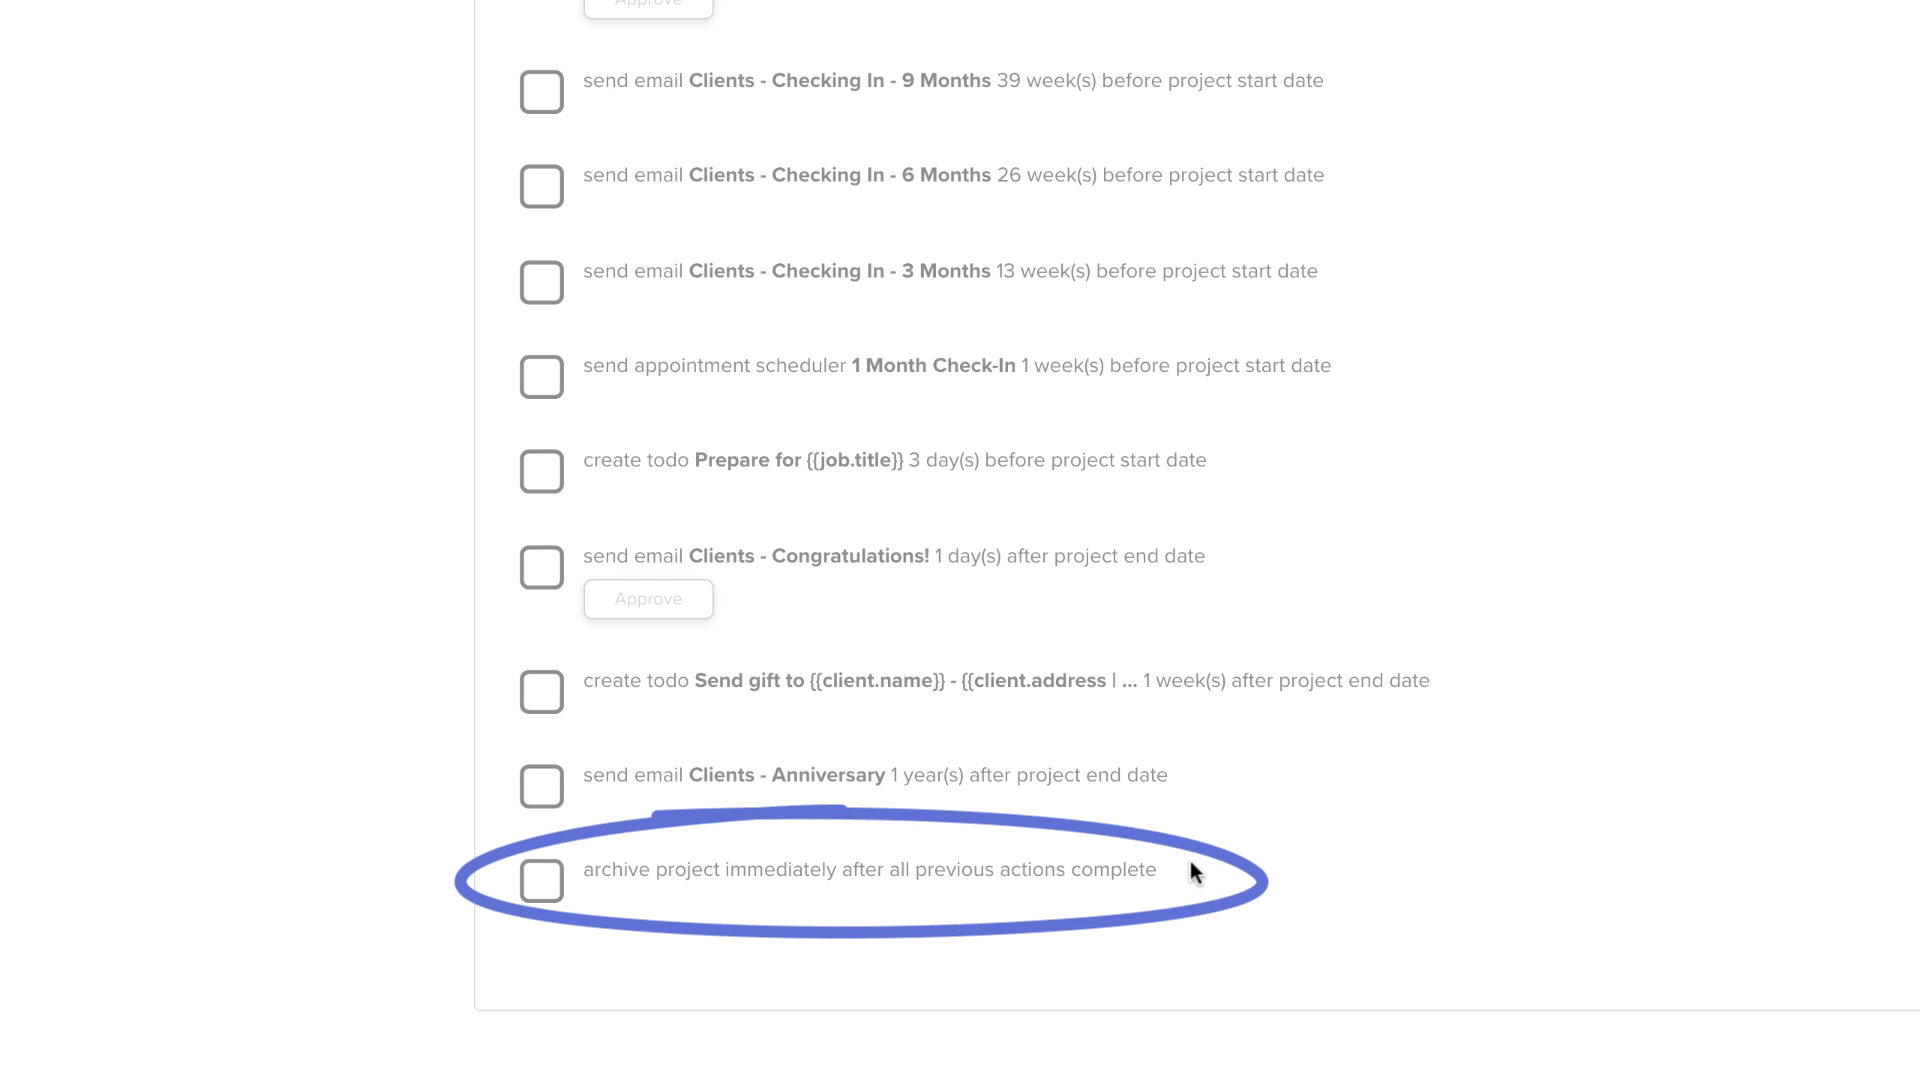 Approve
send email Clients - Checking In - 9 Months 39 week(s) before project start date
send email Clients - Checking In - 6 Months 26 week(s) before project start date
send email Clients - Checking In - 3 Months 13 week(s) before project start date
send appointment scheduler 1 Month Check-In 1 week(s) before project start date
create todo Prepare for {{job.title}} 3 day(s) before project start date
send email Clients - Congratulations! 1 day(s) after project end date
Approve
create todo Send gift to {{client.name}} - {{client.address | ... 1 week(s) after project end date
send email Clients - Anniversary 1 year(s) after project end date
archive project immediately after all previous actions complete